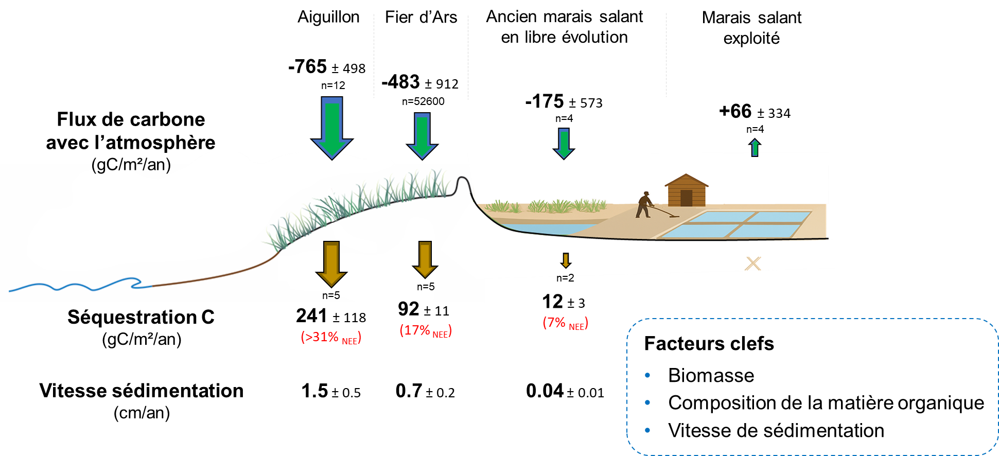 Aiguillon
Fier d’Ars
Ancien marais salant
en libre évolution
Marais salant
exploité
-765 ± 498
n=12
-483 ± 912
n=52600
-175 ± 573
n=4
+66 ± 334
n=4
Flux de carbone
avec l’atmosphère
(gC/m²/an)
n=5
n=5
n=2
Séquestration C
(gC/m²/an)
241 ± 118
(>31% NEE)
92 ± 11
(17% NEE)
12 ± 3
(7% NEE)
Vitesse sédimentation
(cm/an)
1.5 ± 0.5
0.7 ± 0.2
0.04 ± 0.01
Facteurs clefs
• Biomasse
• Composition de la matière organique
• Vitesse de sédimentation